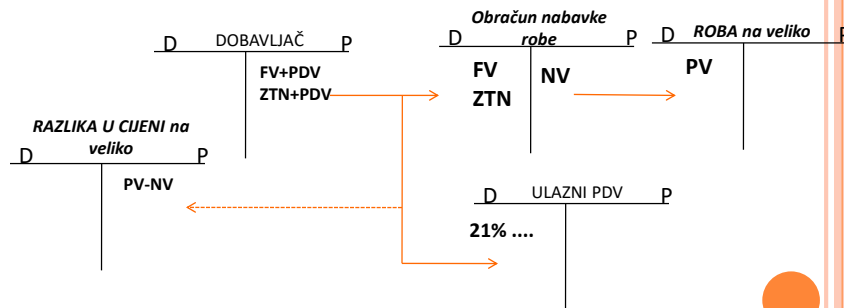 D DOBAVLJAČ P
FV+PDV
ZTN+PDV
Obračun nabavke
D robe P
FV NV
ZTN
D ROBA na veliko P
PV
RAZLIKA U CIJENI na
veliko
D P
PV-NV
D ULAZNI PDV P
21% ....